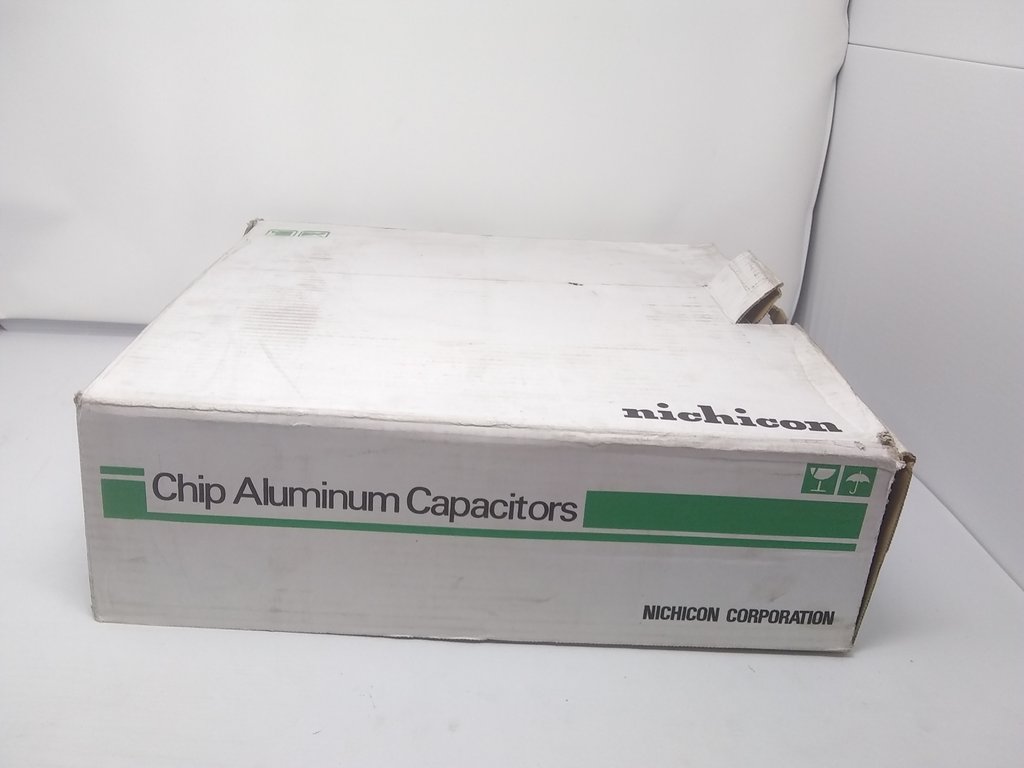 nichicon
Chip Aluminum Capacitors
NICHICON CORPORATION